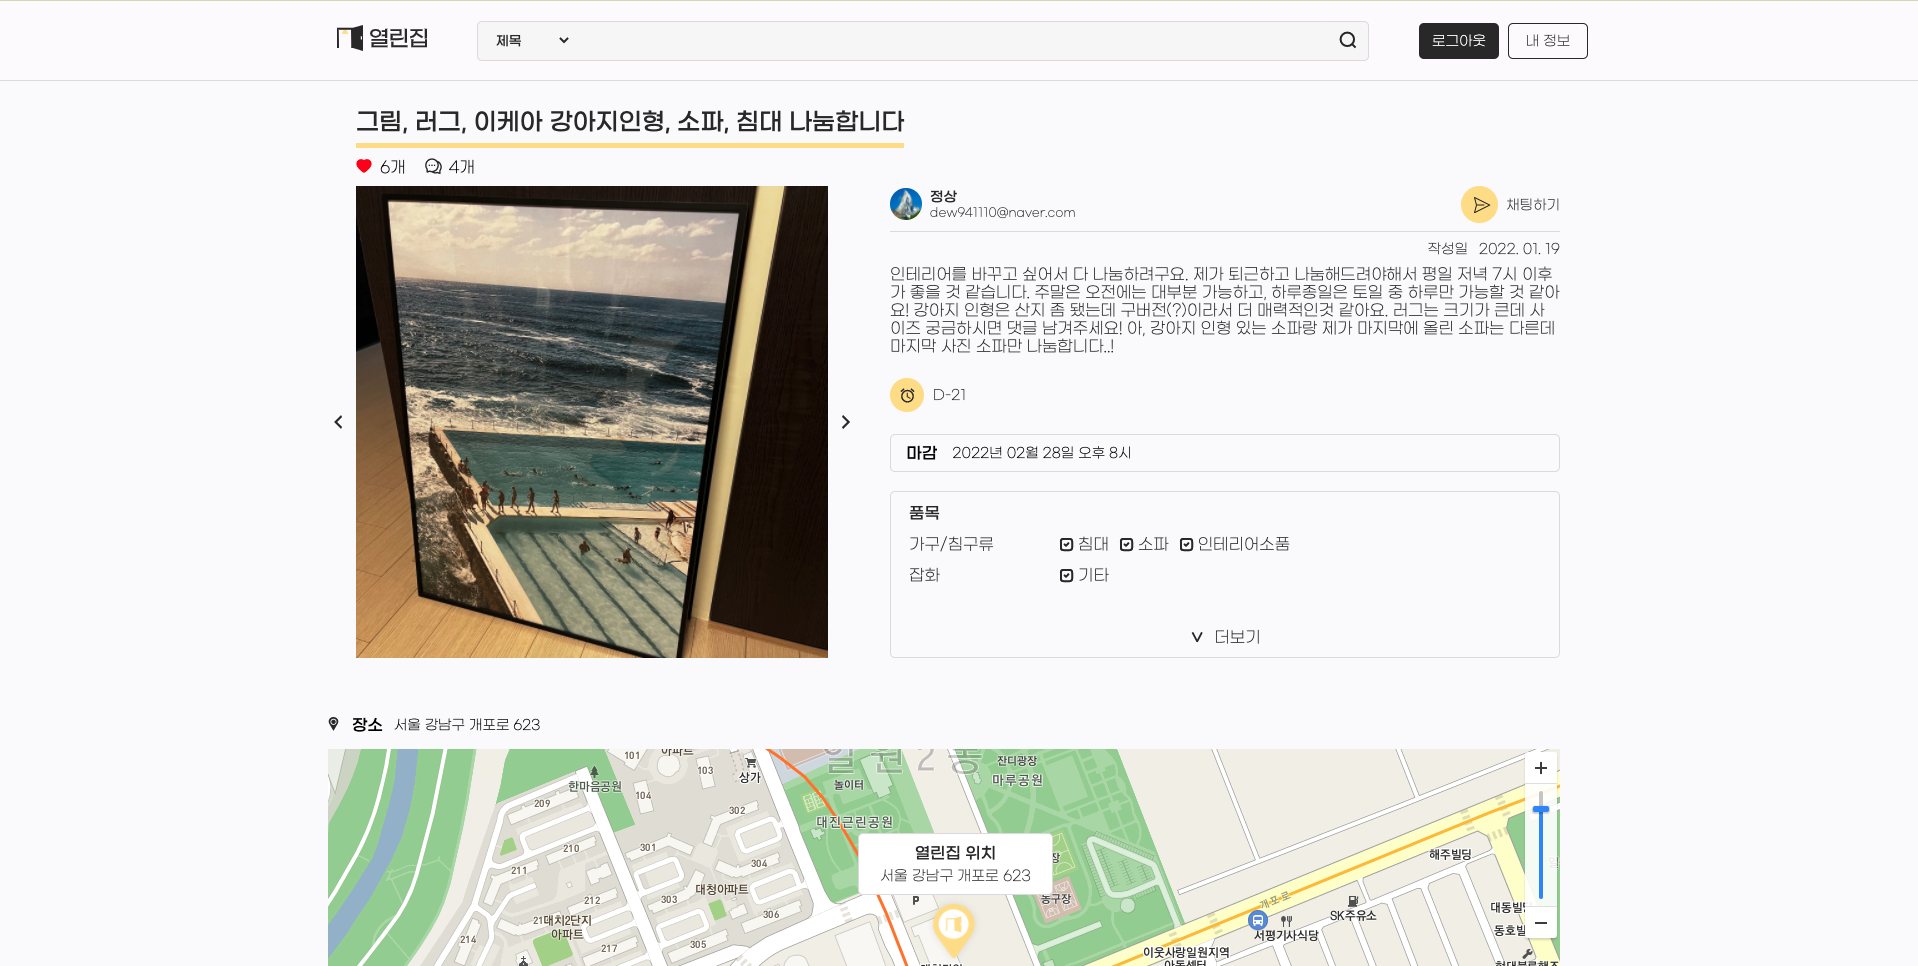 열린집
제목
로그아웃
내 정보
그림, 러그, 이케아 강아지인형, 소파, 침대 나눔합니다
6개 4개
정상
dew941110@naver.com
채팅하기
작성일 2022. 01. 19
인테리어를 바꾸고 싶어서 다 나눔하려구요. 제가 퇴근하고 나눔해드려야해서 평일 저녁 7시 이후
가 좋을 것 같습니다. 주말은 오전에는 대부분 가능하고, 하루종일은 토일 중 하루만 가능할 것 같아
요! 강아지 인형은 산지 좀 됐는데 구버전(?)이라서 더 매력적인것 같아요. 러그는 크기가 큰데 사
이즈 궁금하시면 댓글 남겨주세요! 아, 강아지 인형 있는 소파랑 제가 마지막에 올린 소파는 다른데
마지막 사진 소파만 나눔합니다..!
D-21
마감 2022년 02월 28일 오후 8시
품목
가구/침구류 침대 소파 인테리어소품
잡화 기타
더보기
장소 서울 강남구 개포로 623
아파트
101
103
상가
일원2동
잔디광장
마루공원
놀이터
한마음공원
104
209
302
대진근린공원
210
301
열린집 위치
서울 강남구 개포로 623
해주빌딩
211
304
대청아파트
212
303
농구장
P
개포로
SK주유소
대동빌
21대치2단지
아파트
306
서평기사식당
동호빌
214
217
305
이웃사랑일원지역
아동센터